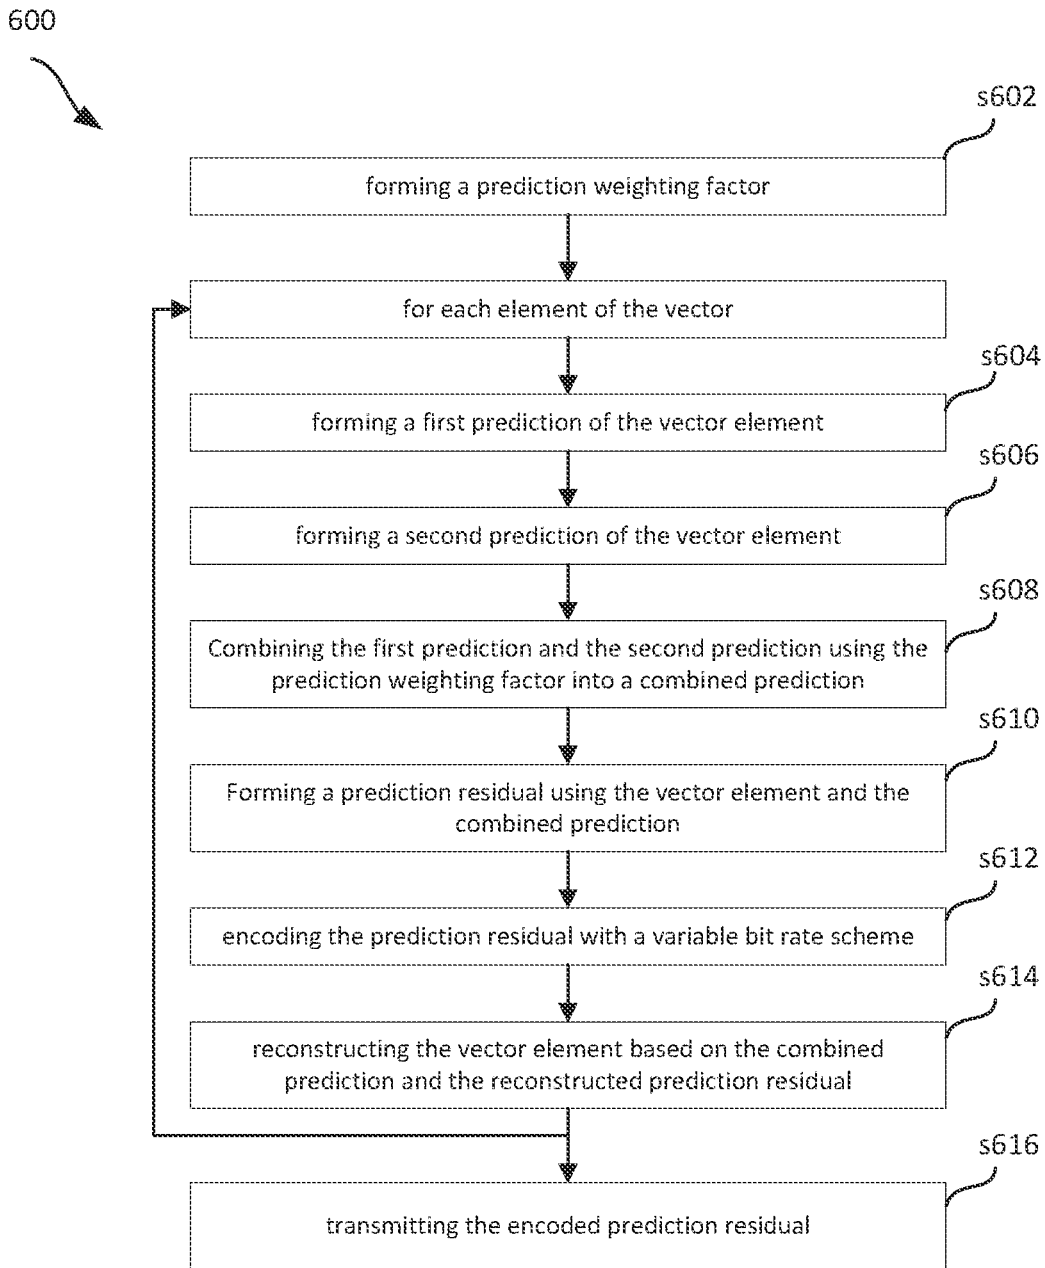 600
s602
forming a prediction weighting factor
for each element of the vector
s604
forming a first prediction of the vector element
s606
forming a second prediction of the vector element
s608
Combining the first prediction and the second prediction using the
prediction weighting factor into a combined prediction
s610
Forming a prediction residual using the vector element and the
combined prediction
s612
encoding the prediction residual with a variable bit rate scheme
s614
reconstructing the vector element based on the combined
prediction and the reconstructed prediction residual
s616
transmitting the encoded prediction residual